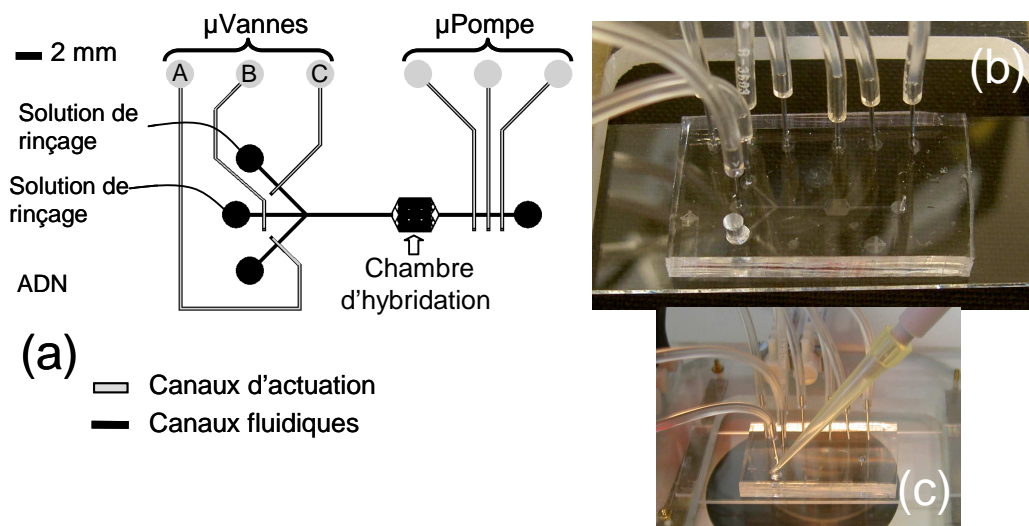 µVannes
µPompe
2 mm
A
B
C
Solution de
rinçage
Solution de
rinçage
ADN
Chambre
d'hybridation
(a)
Canaux d'actuation
Canaux fluidiques
(b)
(c)